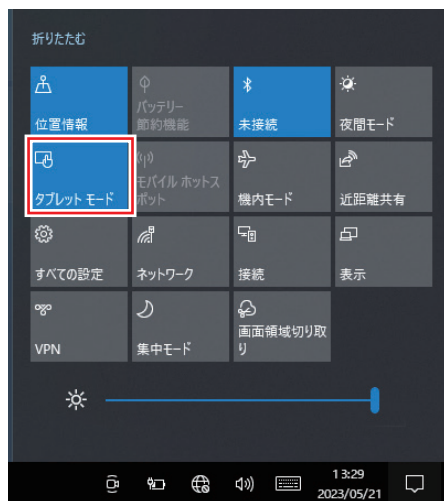 折りたたむ
位置情報
バッテリー
節約機能
未接続
夜間モード
タブレット モード
モバイル ホットス
ポット
機内モード
近距離共有
すべての設定
ネットワーク
接続
表示
VPN
集中モード
画面領域切り取
り
13:29
2023/05/21